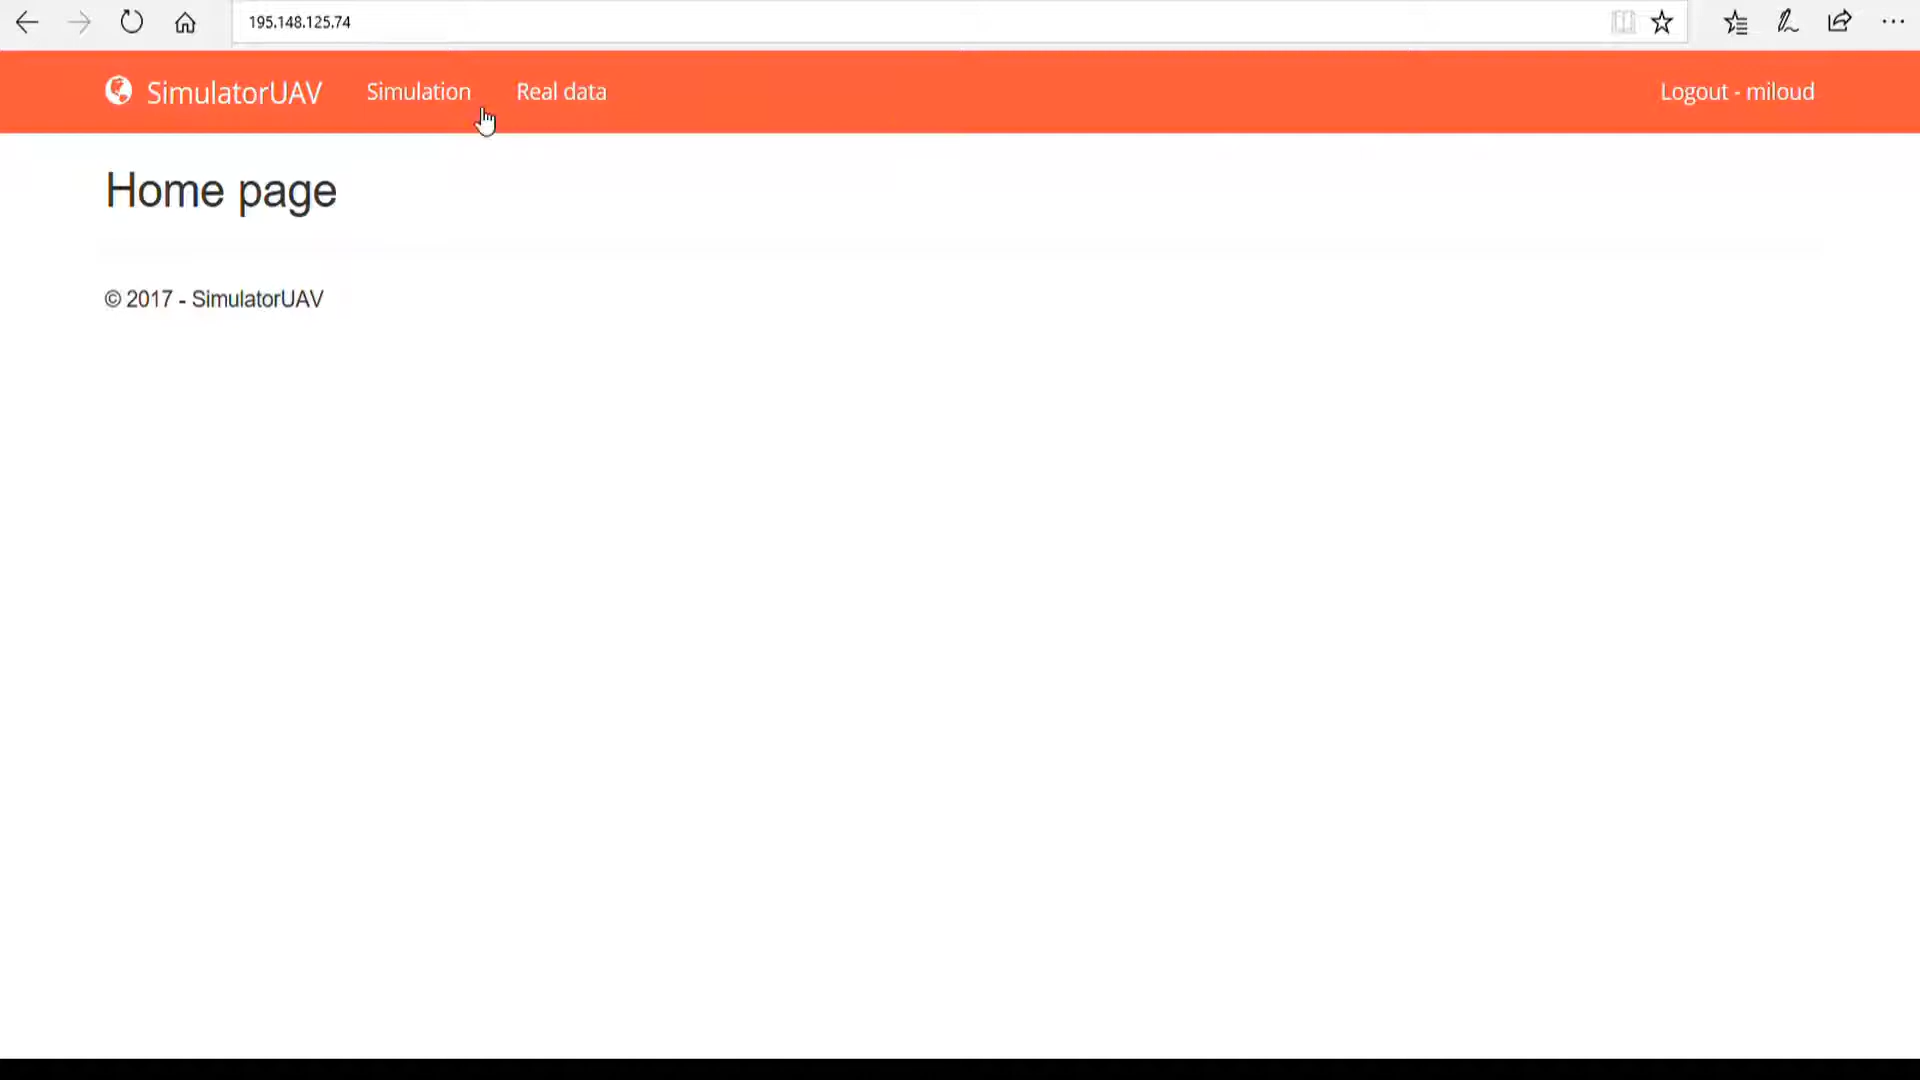 195.148.125.74
SimulatorUAV Simulation Real data Logout - miloud
Home page
© 2017 - SimulatorUAV